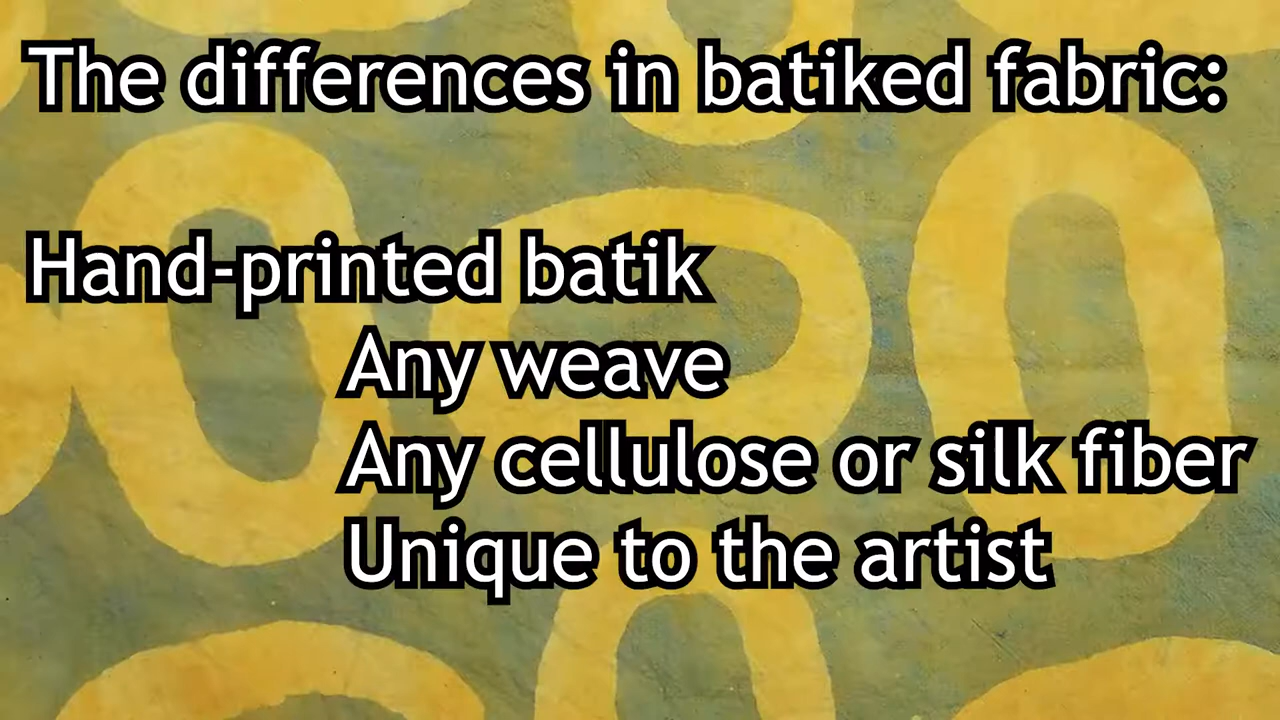 The differences in batiked fabric:
Hand-printed batik
Any weave
Any cellulose or silk fiber
Unique to the artist